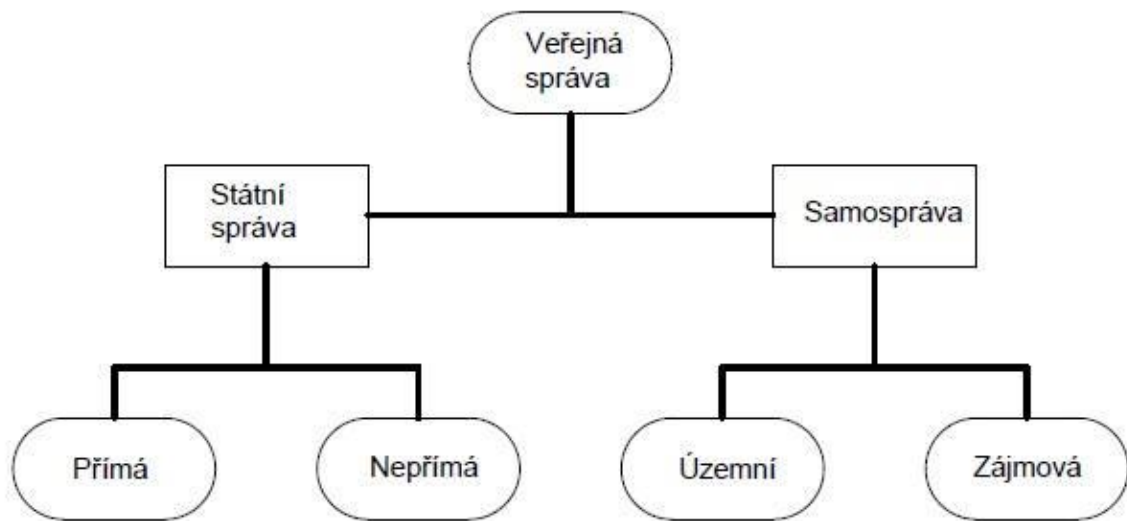 Veřejná
správa
Státní
správa
Samospráva
Přímá
Nepřímá
Územní
Zájmová